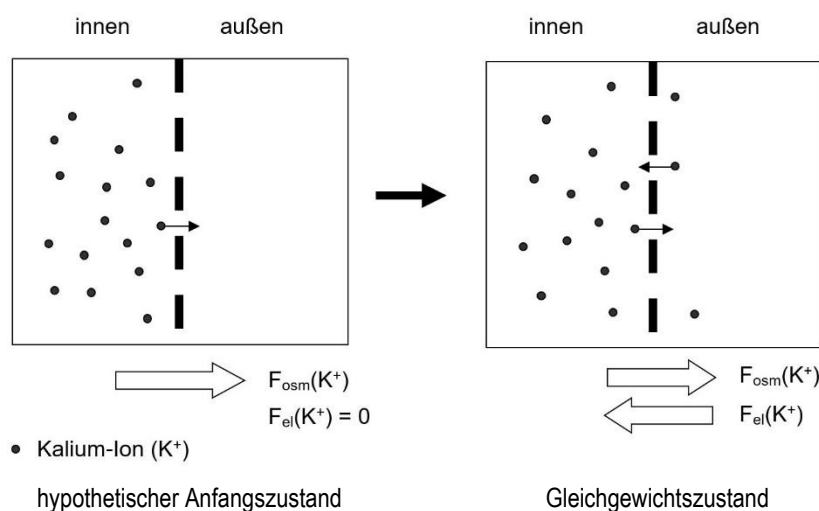 innen außen
innen außen
Fosm(K⁺)
Fel(K⁺) = 0
Fosm(K⁺)
Fel(K⁺)
Kalium-Ion (K⁺)
hypothetischer Anfangszustand
Gleichgewichtszustand